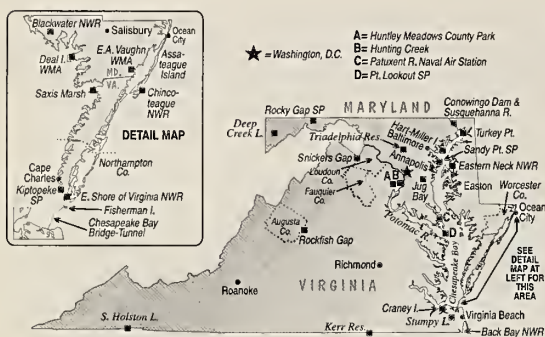 Blackwater NWR
Salisbury
Ocean
City
Deal I.
WMA
E.A. Vaughn
WMA
Assa-
teague
Island
MD.
VA.
Saxis Marsh
Chinco-
teague
NWR
DETAIL MAP
Northampton
Co.
Cape
Charles
Kiptopeke
SP
E. Shore of Virginia NWR
Fisherman I.
Chesapeake Bay
Bridge-Tunnel
= Washington, D.C.
A= Huntley Meadows County Park
B= Hunting Creek
C= Patuxent R. Naval Air Station
D= Pt. Lookout SP
MARYLAND
Conowingo Dam &
Susquehanna R.
Rocky Gap SP
Deep
Creek L.
Triadelphia Res.
Hart-Miller I.
Baltimore
Turkey Pt.
Sandy Pt. SP
Snickers Gap
Annapolis
Eastern Neck NWR
Loudoun
Co.
Fauquier
Co.
A B
Jug
Bay
Easton
Worcester
Co.
Ocean
City
Potomac R.
C
D
Augusta
Co.
Rockfish Gap
Chesapeake Bay
SEE
DETAIL
MAP AT
LEFT FOR
THIS
AREA
Richmond
VIRGINIA
Roanoke
Craney I.
Stumpy L.
Virginia Beach
S. Holston L.
Kerr Res.
Back Bay NWR